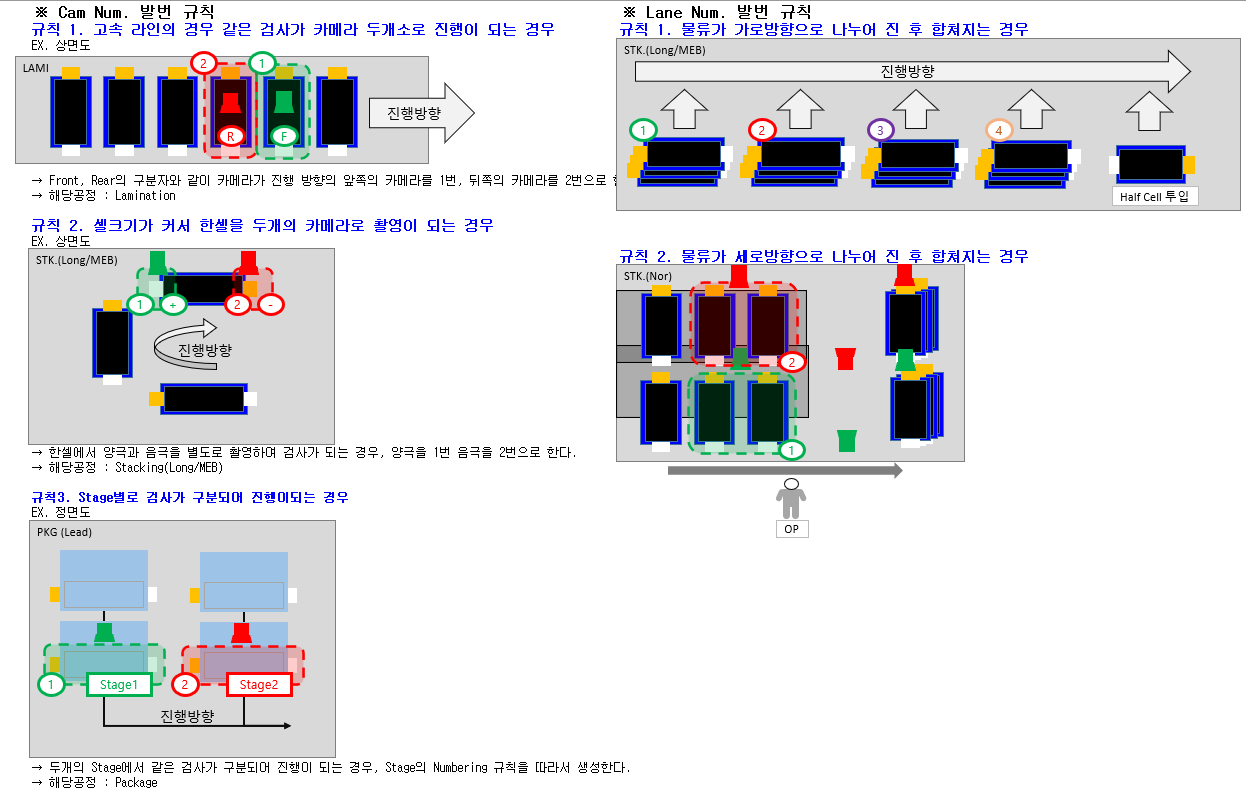 ※ Cam Num. 발번 규칙
규칙 1. 고속 라인의 경우 같은 검사가 카메라 두개소로 진행이 되는 경우
EX. 상면도
LAMI
2
1
R
F
진행방향
→ Front, Rear의 구분자와 같이 카메라가 진행 방향의 앞쪽의 카메라를 1번, 뒤쪽의 카메라를 2번으로
→ 해당공정 : Lamination
규칙 2. 셀크기가 커서 한셀을 두개의 카메라로 촬영이 되는 경우
EX. 상면도
STK.(Long/MEB)
1
+
2
-
진행방향
→ 한셀에서 양극과 음극을 별도로 촬영하며 검사가 되는 경우, 양극을 1번 음극을 2번으로 한다.
→ 해당공정 : Stacking(Long/MEB)
규칙3. Stage별로 검사가 구분되어 진행이되는 경우
EX. 정면도
PKG (Lead)
1
Stage1
2
Stage2
진행방향
→ 두개의 Stage에서 같은 검사가 구분되어 진행이 되는 경우, Stage의 Numbering 규칙을 따라서 생성한다.
→ 해당공정 : Package
※ Lane Num. 발번 규칙
규칙 1. 물류가 가로방향으로 나누어 진 후 합쳐지는 경우
STK.(Long/MEB)
진행방향
1
2
3
4
Half Cell 투입
규칙 2. 물류가 세로방향으로 나누어 진 후 합쳐지는 경우
STK.(Nor)
2
1
OP